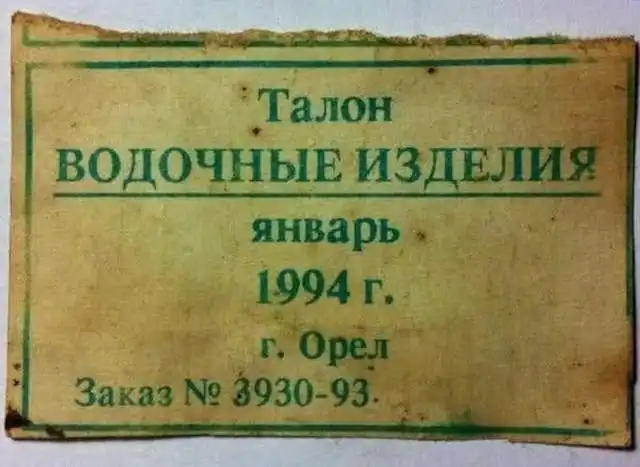 Талон
ВОДОЧНЫЕ ИЗДЕЛИЯ
январь
1994 г.
г. Орел
Заказ № 3930-93.